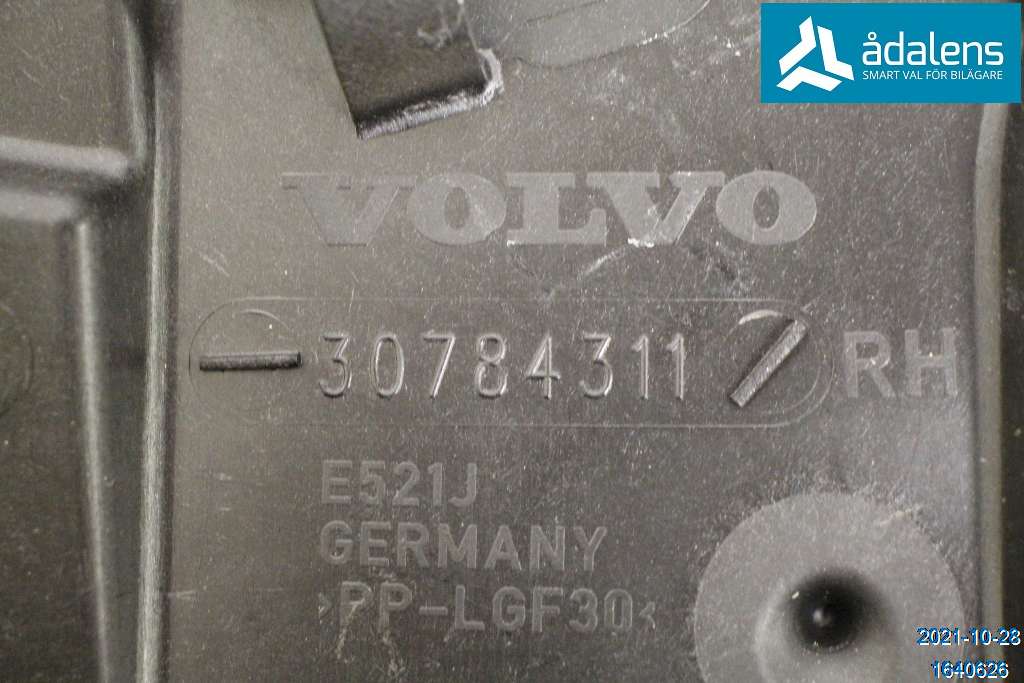 ådalens
SMART VAL FÖR BILÄGARE
VOLVO
30784311 RH
E521J
GERMANY
>PP-LGF30<
2021-10-28
1640626